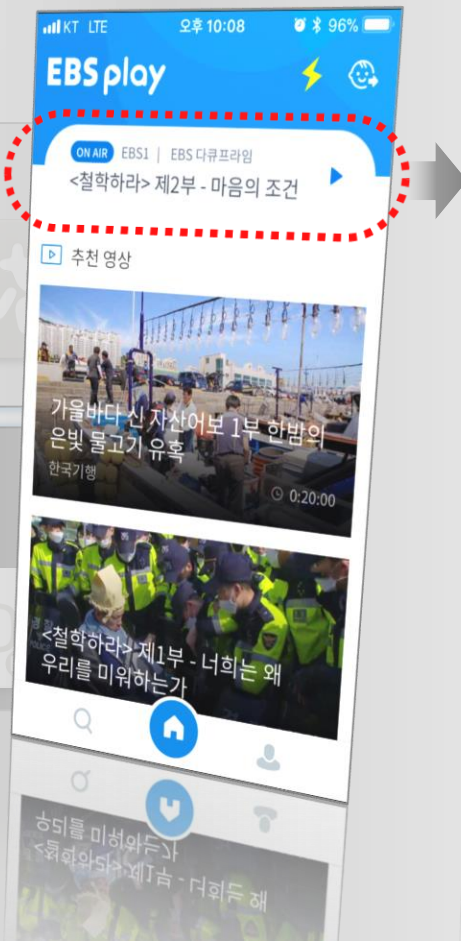 KT LTE 오후 10:08 96%
EBS play
ON AIR EBS1 | EBS 다큐프라임
<철학하라> 제2부 - 마음의 조건
추천 영상
가을바다 신 자산어보 1부 한밤의
은빛 물고기 유혹
한국기행
0:20:00
<철학하라> 제1부 - 너희는 왜
우리를 미워하는가